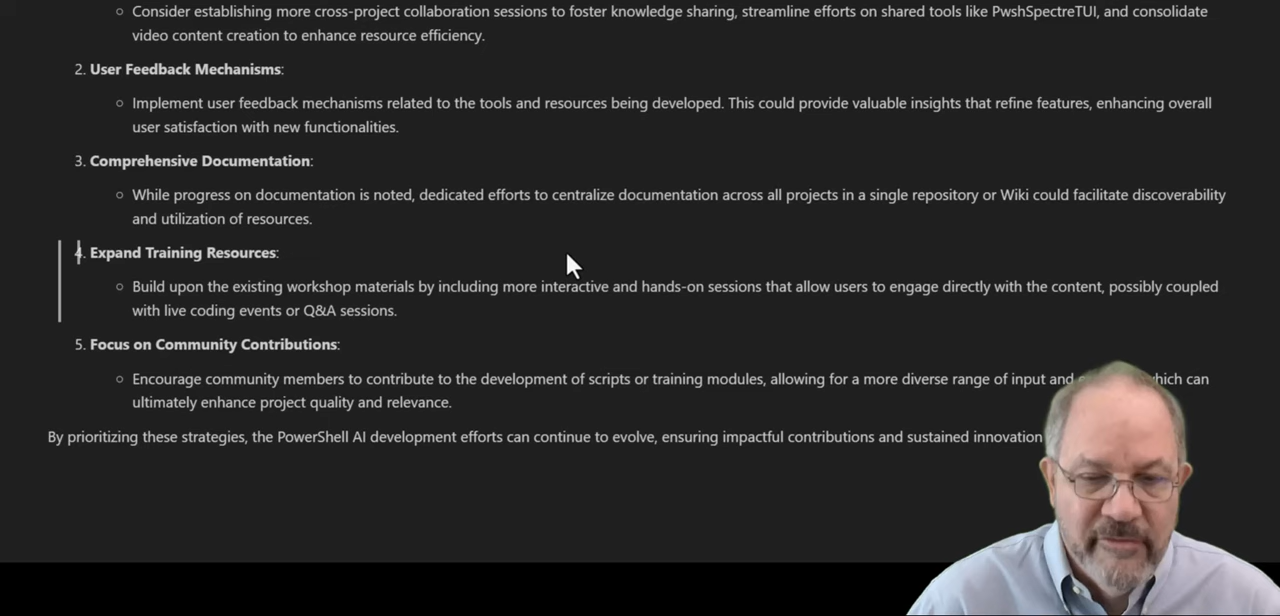 ○ Consider establishing more cross-project collaboration sessions to foster knowledge sharing, streamline efforts on shared tools like PwshSpectreTUI, and consolidate
video content creation to enhance resource efficiency.
2. User Feedback Mechanisms:
○ Implement user feedback mechanisms related to the tools and resources being developed. This could provide valuable insights that refine features, enhancing overall
user satisfaction with new functionalities.
3. Comprehensive Documentation:
○ While progress on documentation is noted, dedicated efforts to centralize documentation across all projects in a single repository or Wiki could facilitate discoverability
and utilization of resources.
4. Expand Training Resources:
○ Build upon the existing workshop materials by including more interactive and hands-on sessions that allow users to engage directly with the content, possibly coupled
with live coding events or Q&A sessions.
5. Focus on Community Contributions:
○ Encourage community members to contribute to the development of scripts or training modules, allowing for a more diverse range of input and which can
ultimately enhance project quality and relevance.
By prioritizing these strategies, the PowerShell AI development efforts can continue to evolve, ensuring impactful contributions and sustained innovation